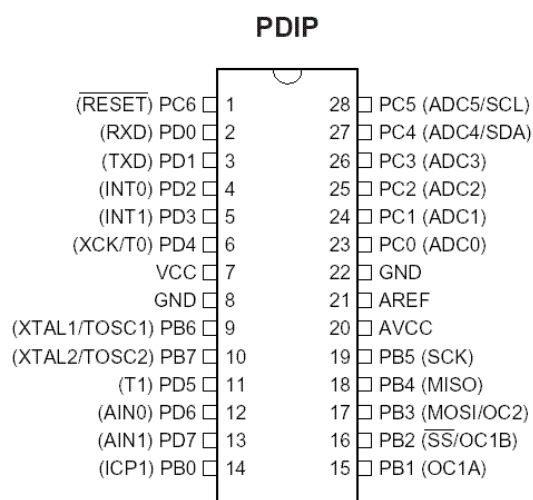 PDIP
(RESET) PC6 1 28 PC5 (ADC5/SCL)
(RXD) PD0 2 27 PC4 (ADC4/SDA)
(TXD) PD1 3 26 PC3 (ADC3)
(INT0) PD2 4 25 PC2 (ADC2)
(INT1) PD3 5 24 PC1 (ADC1)
(XCK/T0) PD4 6 23 PC0 (ADC0)
VCC 7 22 GND
GND 8 21 AREF
(XTAL1/TOSC1) PB6 9 20 AVCC
(XTAL2/TOSC2) PB7 10 19 PB5 (SCK)
(T1) PD5 11 18 PB4 (MISO)
(AIN0) PD6 12 17 PB3 (MOSI/OC2)
(AIN1) PD7 13 16 PB2 (SS/OC1B)
(ICP1) PB0 14 15 PB1 (OC1A)